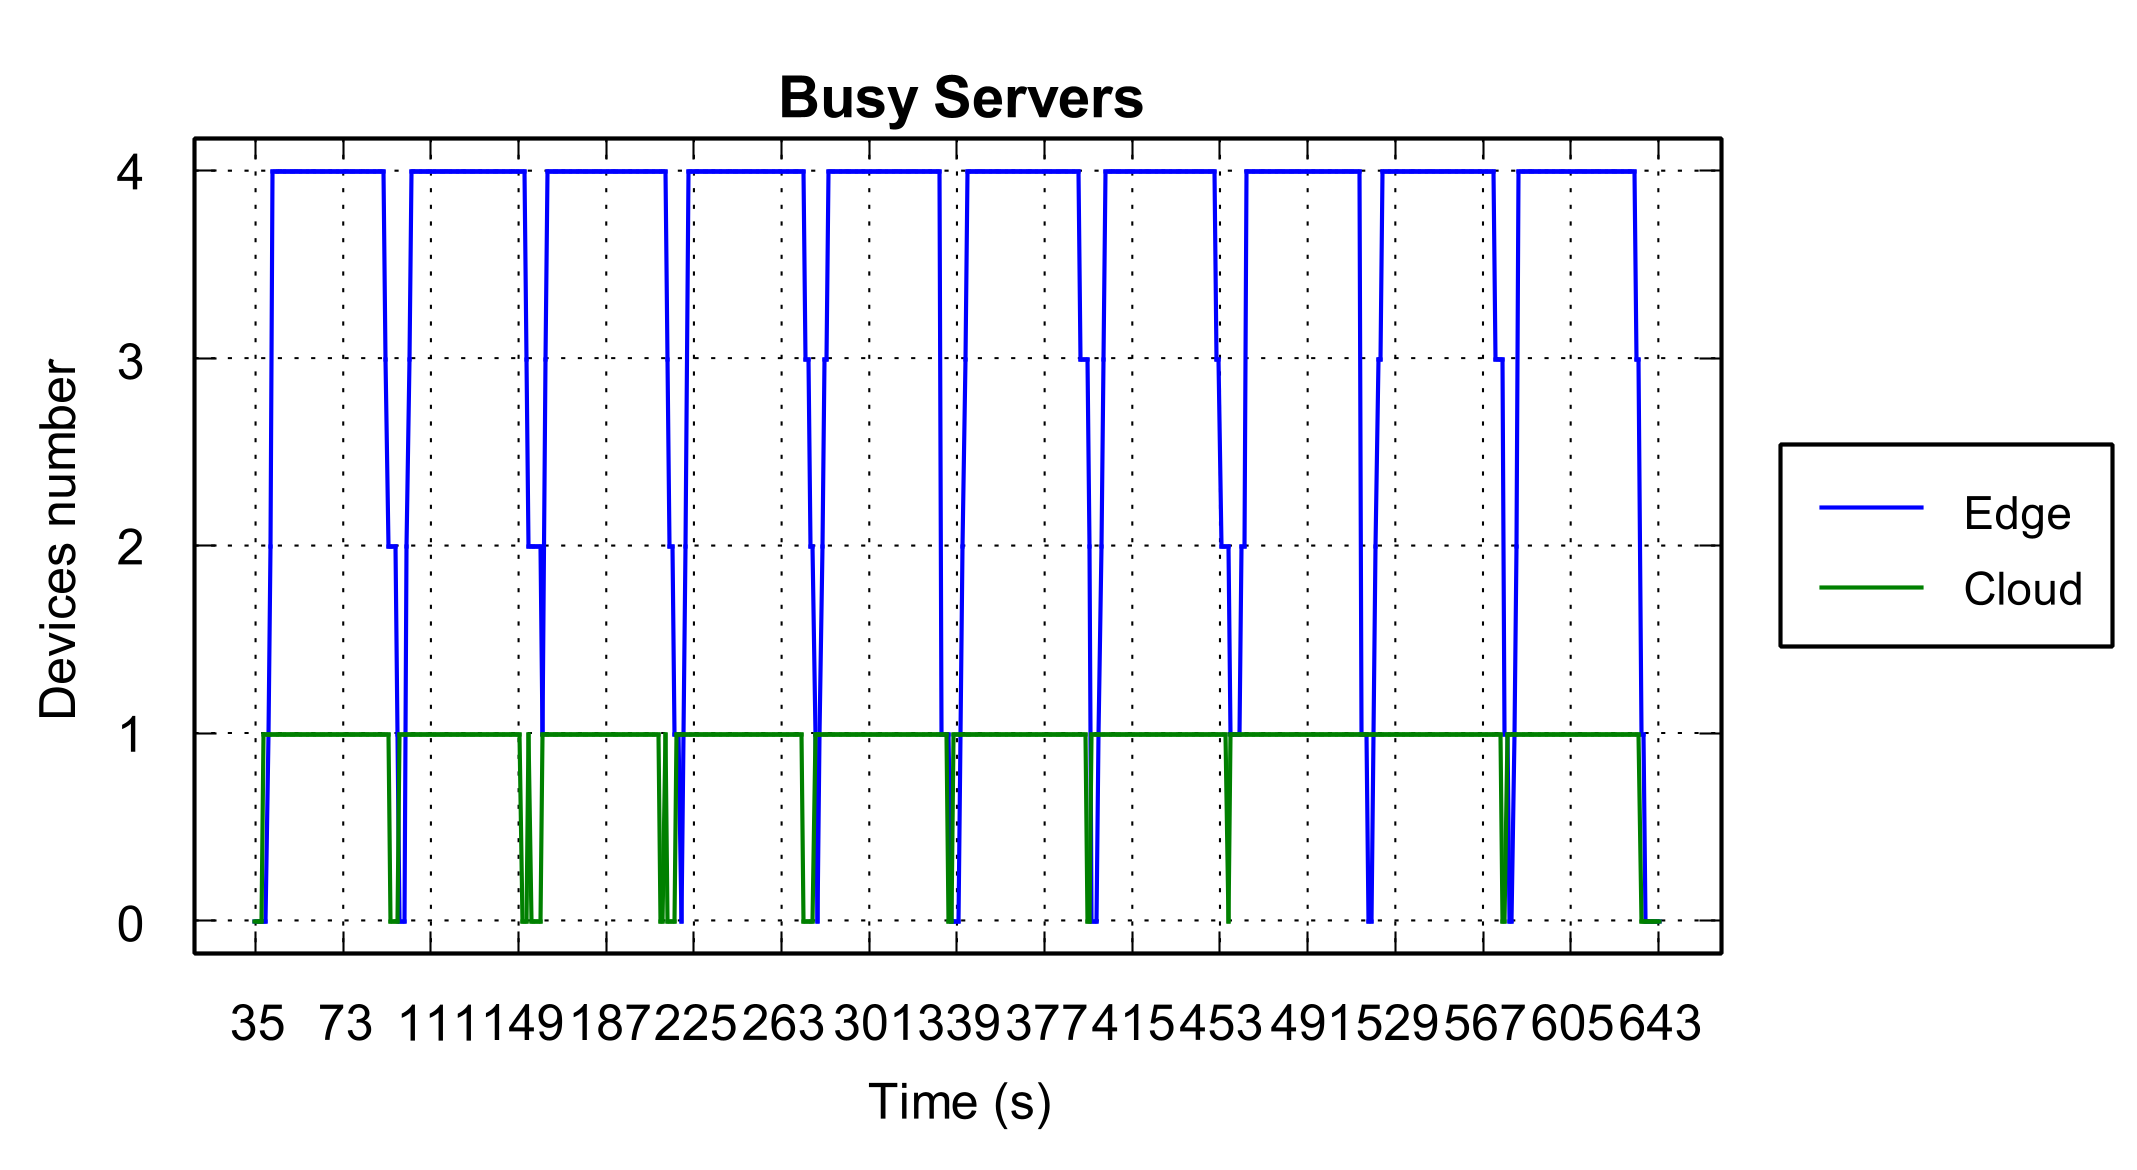 Busy Servers
4
3
2
1
0
Devices number
35 73 111 149 187 225 263 301 339 377 415 453 491 529 567 605 643
Time (s)
Edge
Cloud